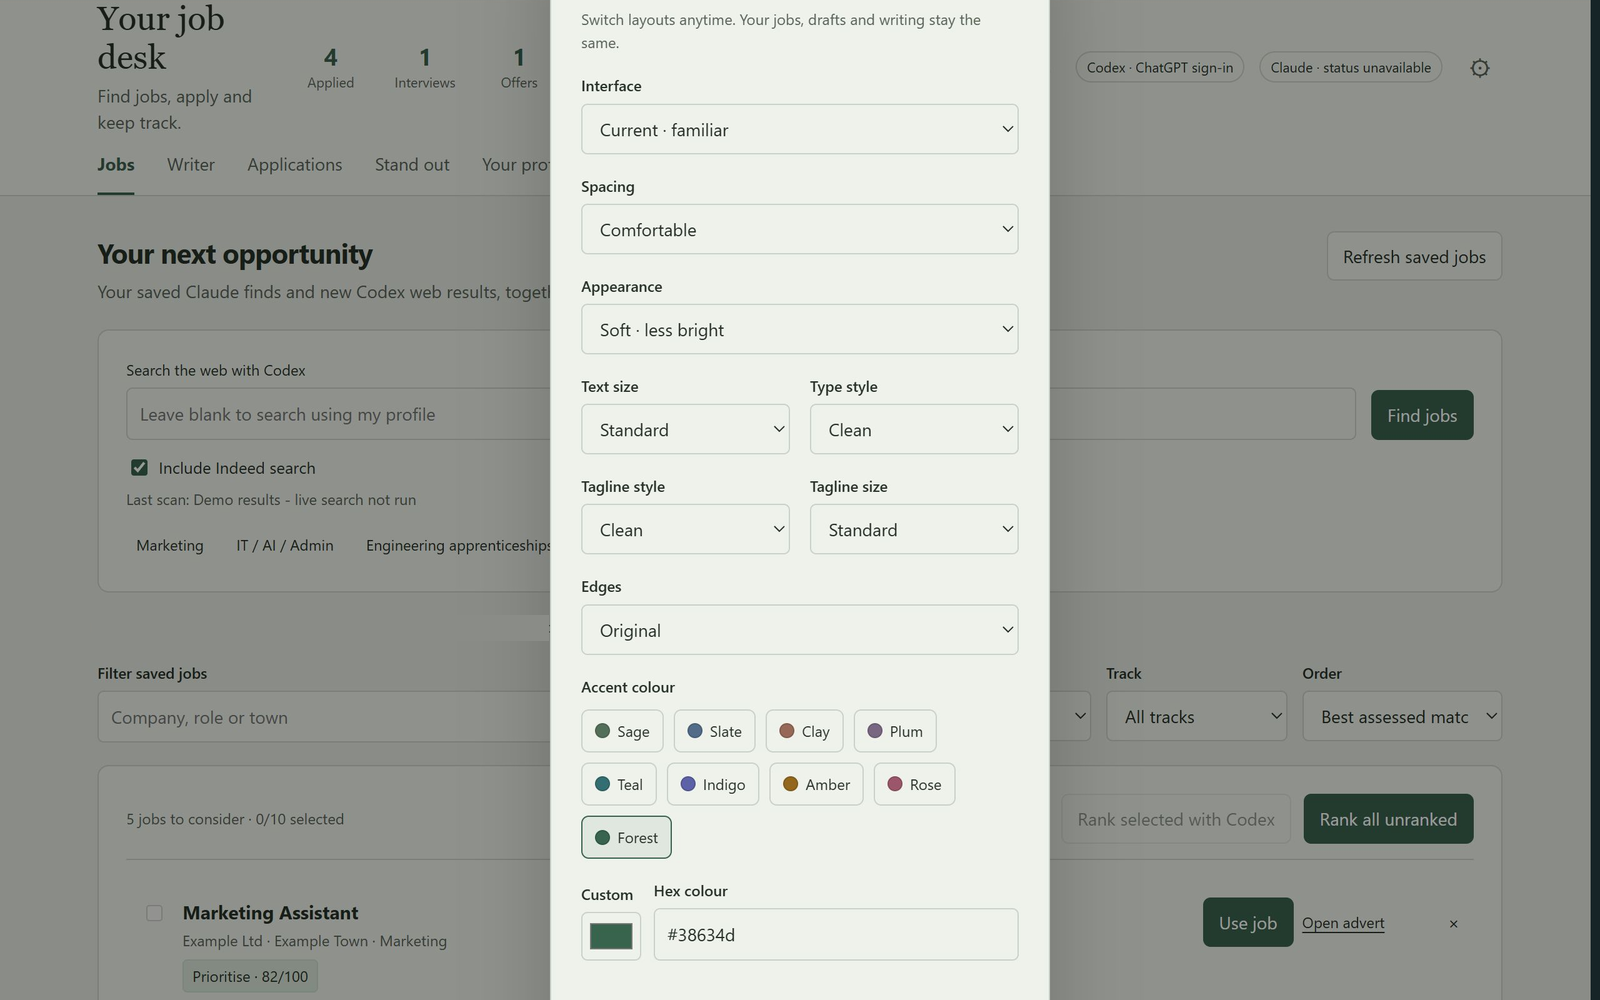 Your job
desk
Find jobs, apply and
keep track.
4
Applied
1
Interviews
1
Offers
Codex · ChatGPT sign-in
Claude · status unavailable
Jobs
Writer
Applications
Stand out
Your pro
Your next opportunity
Your saved Claude finds and new Codex web results, togeth
Refresh saved jobs
Search the web with Codex
Leave blank to search using my profile
Find jobs
Include Indeed search
Last scan: Demo results - live search not run
Marketing
IT / AI / Admin
Engineering apprenticeships
Filter saved jobs
Company, role or town
Track
All tracks
Order
Best assessed matc
5 jobs to consider · 0/10 selected
Rank selected with Codex
Rank all unranked
Marketing Assistant
Example Ltd · Example Town · Marketing
Prioritise · 82/100
Use job
Open advert
×
Switch layouts anytime. Your jobs, drafts and writing stay the
same.
Interface
Current · familiar
Spacing
Comfortable
Appearance
Soft · less bright
Text size
Standard
Type style
Clean
Tagline style
Clean
Tagline size
Standard
Edges
Original
Accent colour
Sage
Slate
Clay
Plum
Teal
Indigo
Amber
Rose
Forest
Custom
Hex colour
#38634d